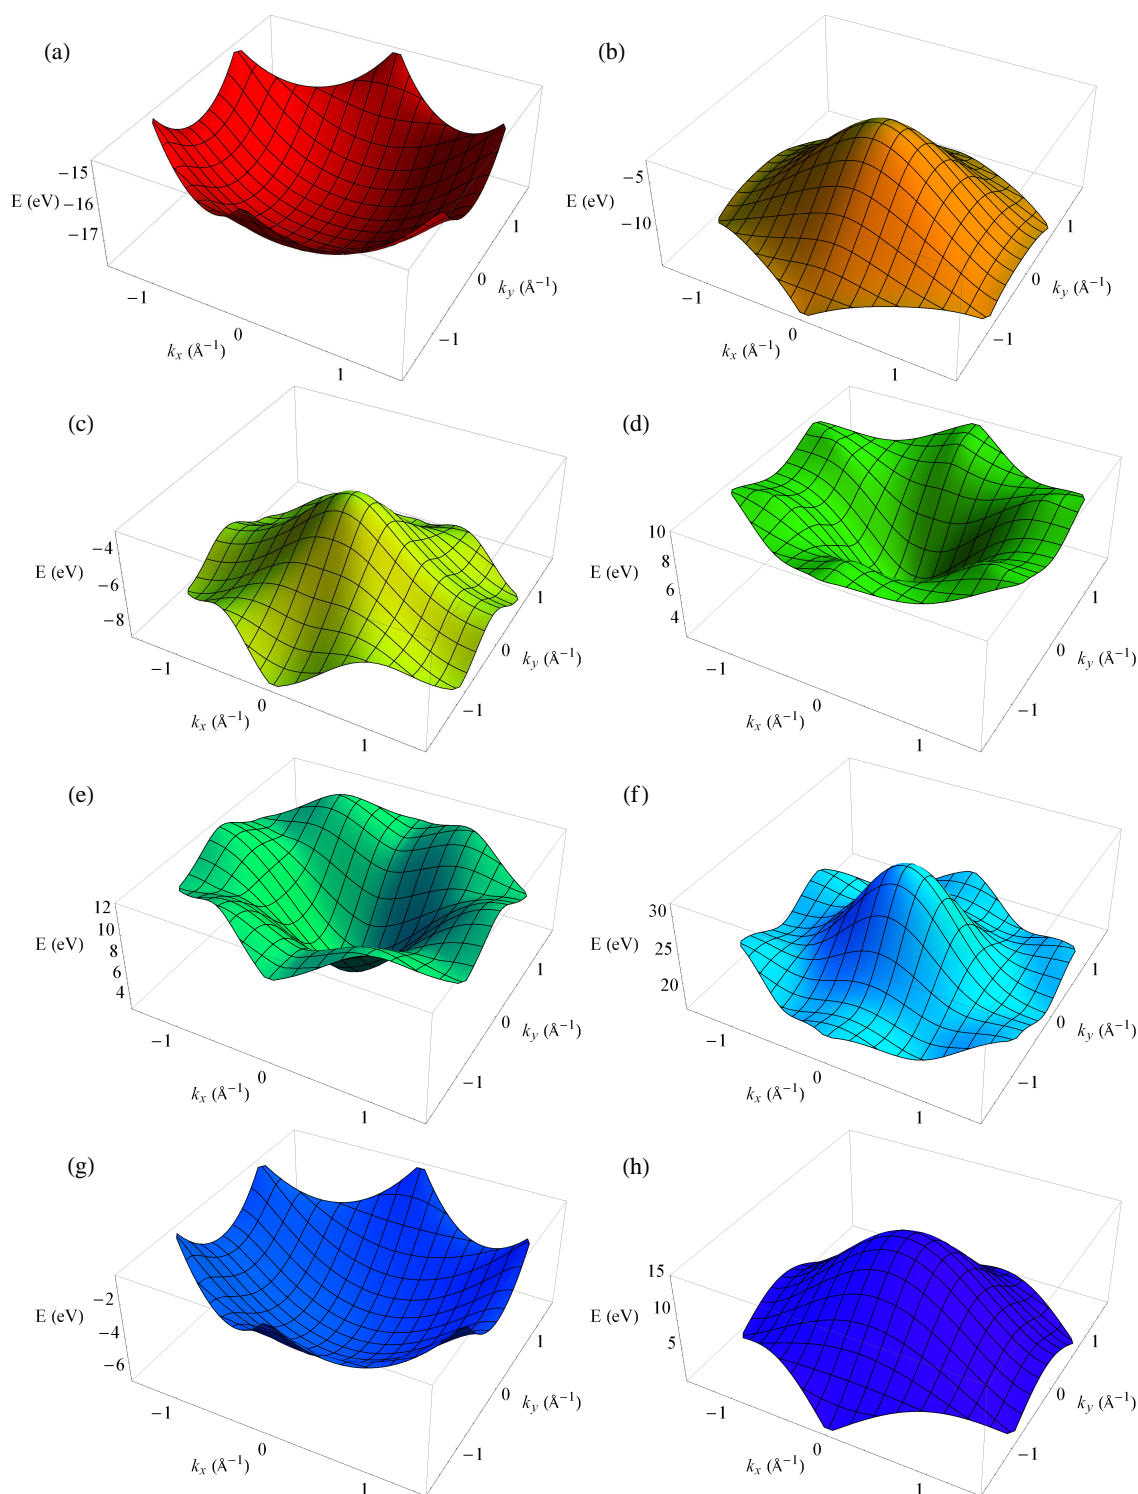 (a)
−15
E (eV)
−16
−17
−1
0
1
k_x (Å⁻¹)
−1
0
1
k_y (Å⁻¹)
(b)
−5
E (eV)
−10
−1
0
1
k_x (Å⁻¹)
−1
0
1
k_y (Å⁻¹)
(c)
−4
E (eV)
−6
−8
−1
0
1
k_x (Å⁻¹)
−1
0
1
k_y (Å⁻¹)
(d)
10
8
E (eV)
6
4
−1
0
1
k_x (Å⁻¹)
−1
0
1
k_y (Å⁻¹)
(e)
12
10
E (eV)
8
6
4
−1
0
1
k_x (Å⁻¹)
−1
0
1
k_y (Å⁻¹)
(f)
30
E (eV)
25
20
−1
0
1
k_x (Å⁻¹)
−1
0
1
k_y (Å⁻¹)
(g)
−2
E (eV)
−4
−6
−1
0
1
k_x (Å⁻¹)
−1
0
1
k_y (Å⁻¹)
(h)
15
E (eV)
10
5
−1
0
1
k_x (Å⁻¹)
−1
0
1
k_y (Å⁻¹)